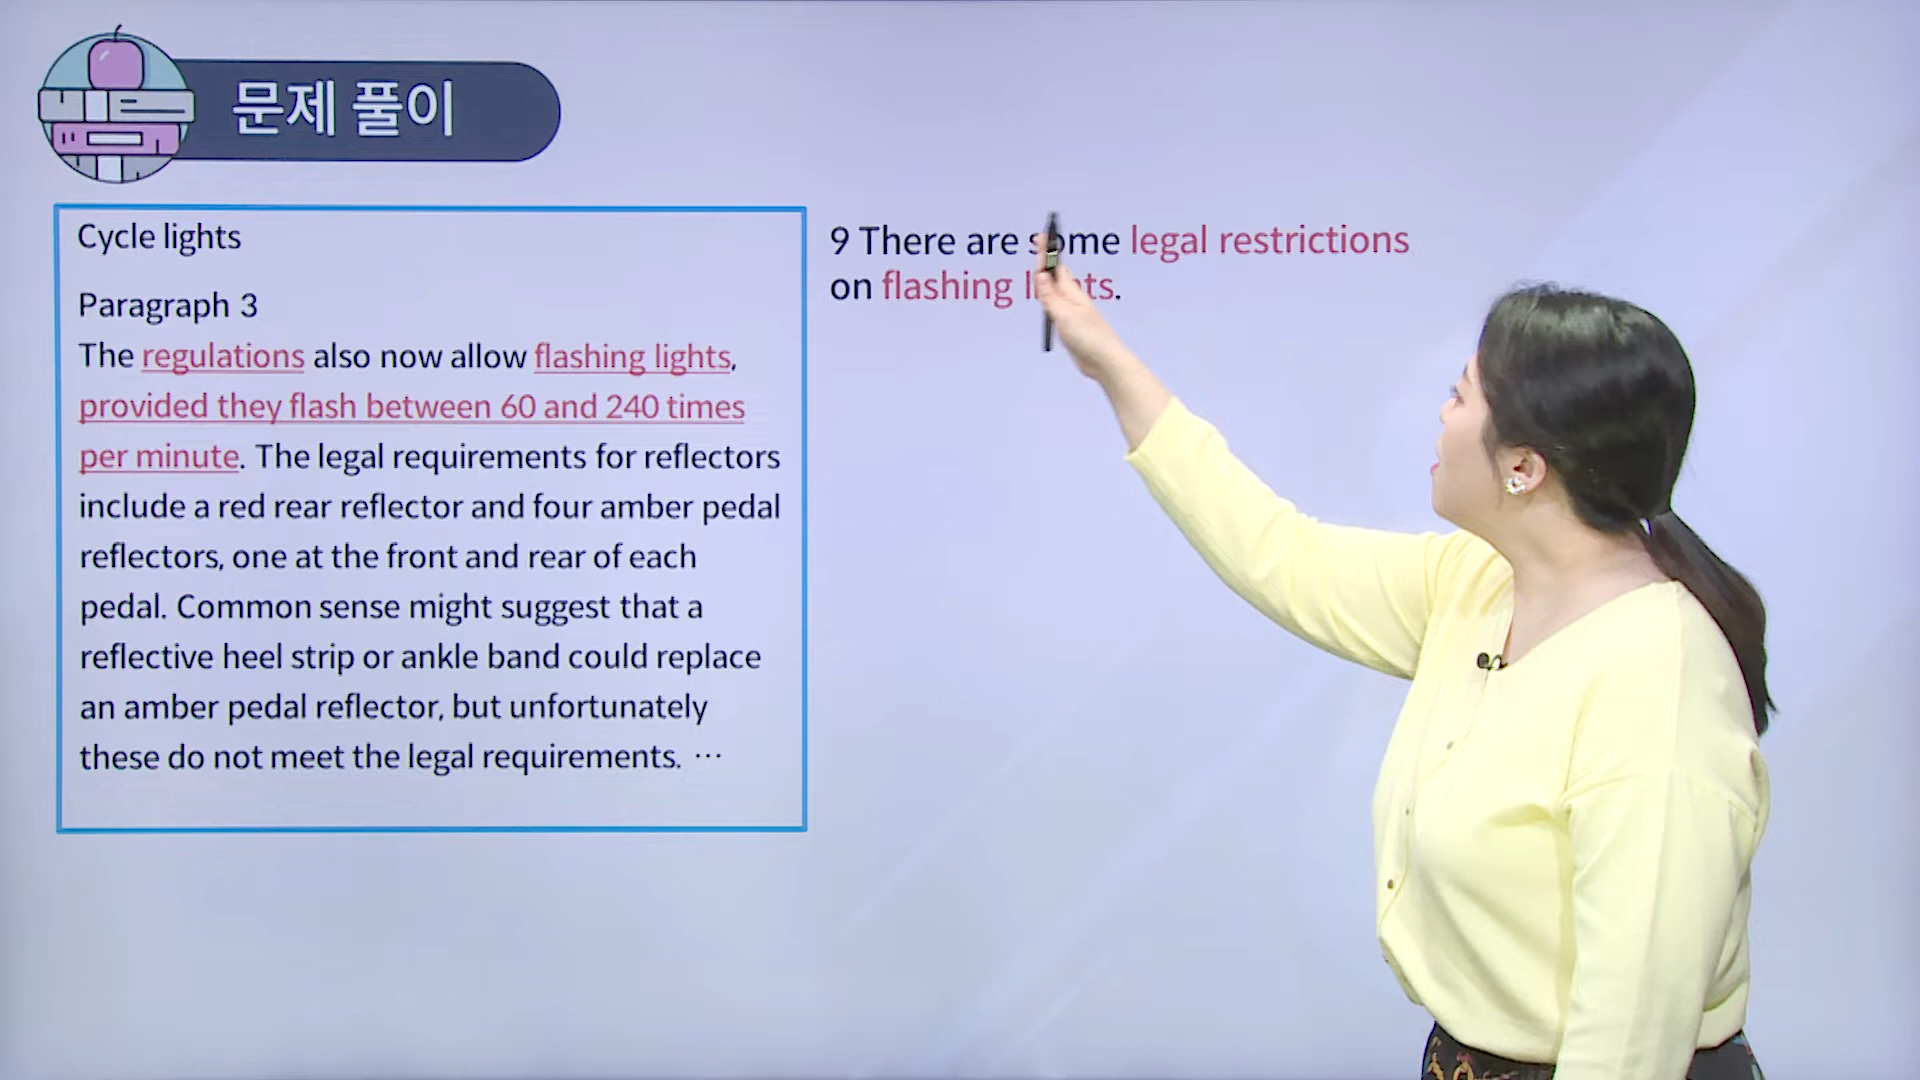 문제 풀이
Cycle lights
Paragraph 3
The regulations also now allow flashing lights,
provided they flash between 60 and 240 times
per minute. The legal requirements for reflectors
include a red rear reflector and four amber pedal
reflectors, one at the front and rear of each
pedal. Common sense might suggest that a
reflective heel strip or ankle band could replace
an amber pedal reflector, but unfortunately
these do not meet the legal requirements. ⋯
9 There are some legal restrictions
on flashing lights.